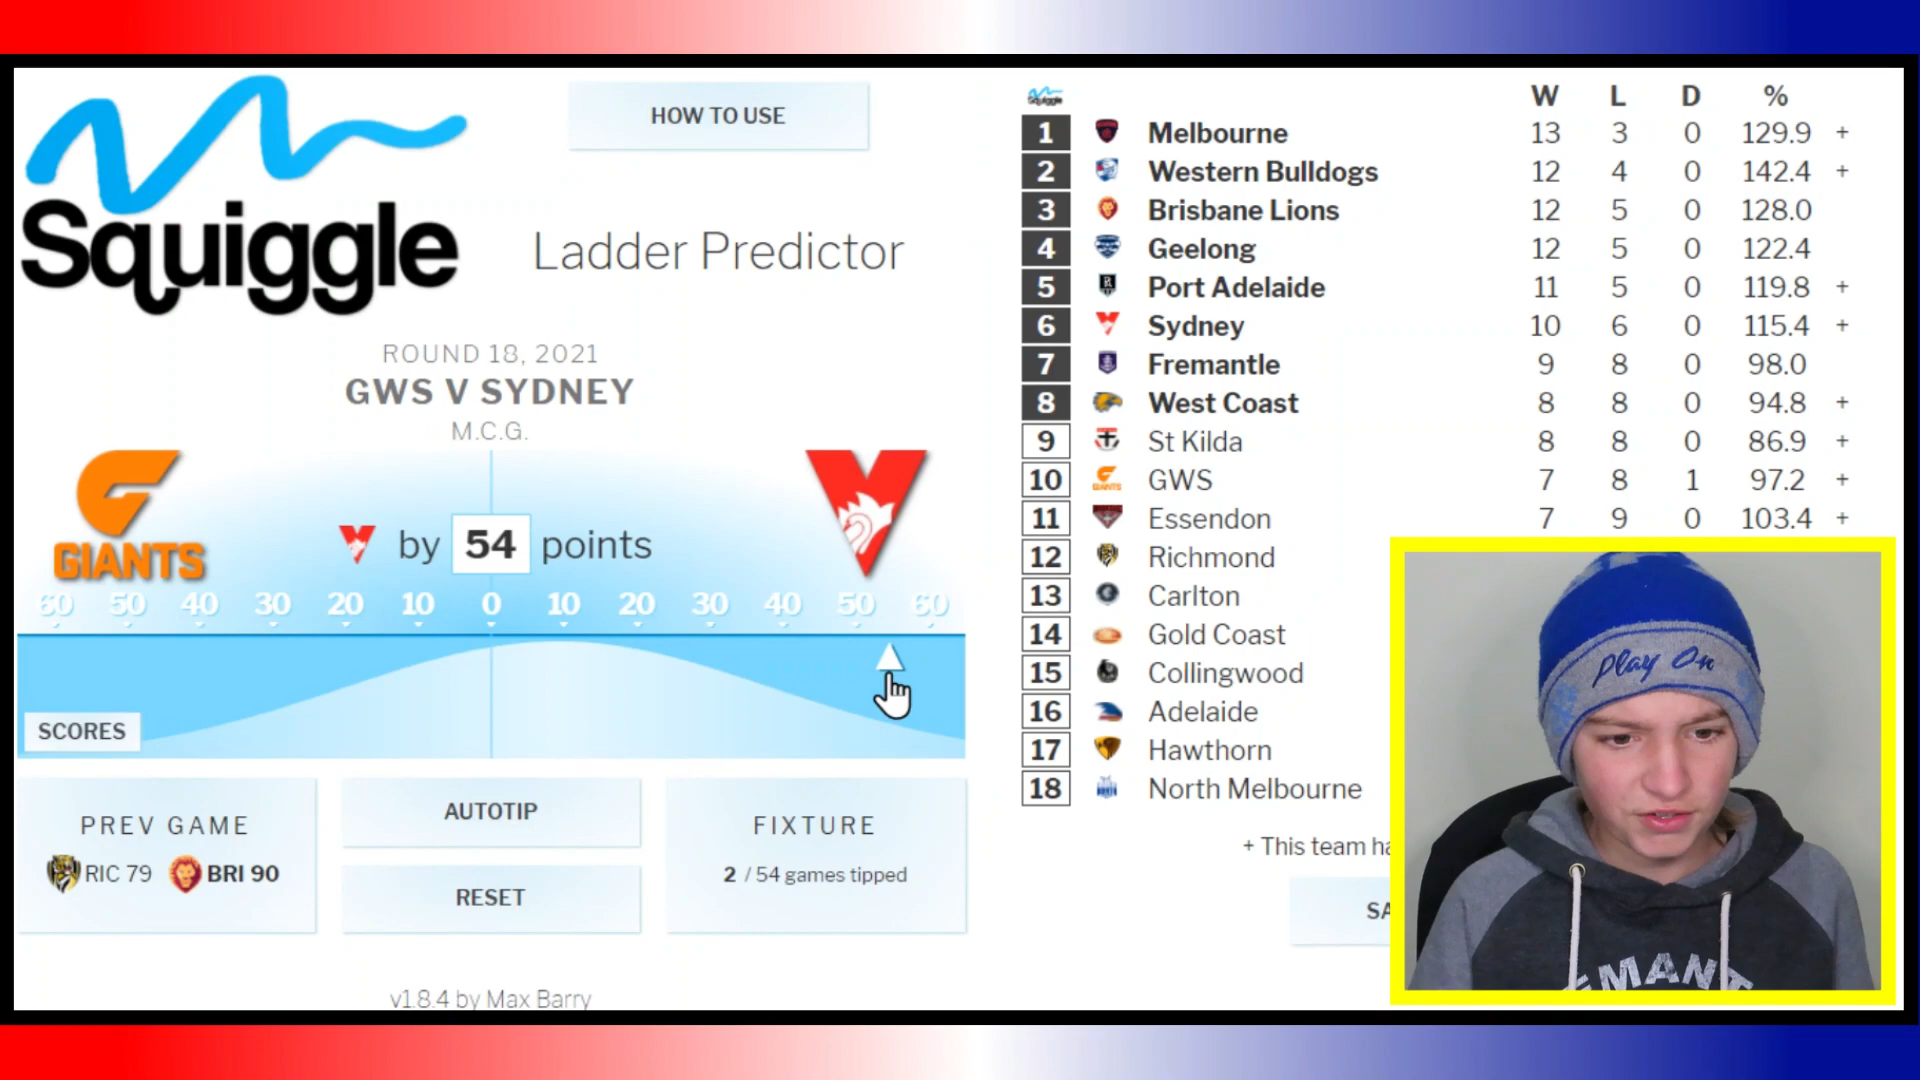 Squiggle
HOW TO USE
Ladder Predictor
ROUND 18, 2021
GWS V SYDNEY
M.C.G.
GIANTS
by 54 points
60 50 40 30 20 10 0 10 20 30 40 50 60
SCORES
PREV GAME
RIC 79 BRI 90
AUTOTIP
RESET
FIXTURE
2 / 54 games tipped
v1.8.4 by Max Barry
Squiggle W L D %
1 Melbourne 13 3 0 129.9 +
2 Western Bulldogs 12 4 0 142.4 +
3 Brisbane Lions 12 5 0 128.0
4 Geelong 12 5 0 122.4
5 Port Adelaide 11 5 0 119.8 +
6 Sydney 10 6 0 115.4 +
7 Fremantle 9 8 0 98.0
8 West Coast 8 8 0 94.8 +
9 St Kilda 8 8 0 86.9 +
10 GIANTS GWS 7 8 1 97.2 +
11 Essendon 7 9 0 103.4 +
12 Richmond
13 Carlton
14 Gold Coast
15 Collingwood
16 Adelaide
17 Hawthorn
18 North Melbourne
+ This team ha
SA
Play On
EMANT